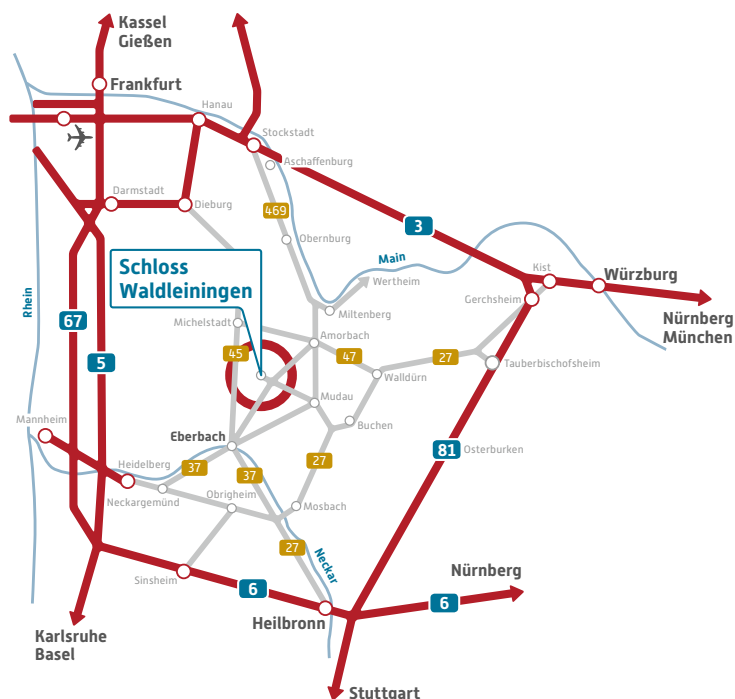 Kassel
Gießen
Frankfurt
Hanau
Stockstadt
Aschaffenburg
Darmstadt
Dieburg
469
3
Obernburg
Main
Schloss
Waldleiningen
Kist
Würzburg
Wertheim
Rhein
Gerchsheim
Nürnberg
München
Miltenberg
67
Michelstadt
Amorbach
5
45
47
27
Tauberbischofsheim
Walldürn
Mudau
Mannheim
Buchen
Eberbach
81
Osterburken
Heidelberg
37
37
27
Neckargemünd
Obrigheim
Mosbach
27
Neckar
Sinsheim
6
Nürnberg
6
Heilbronn
Karlsruhe
Basel
Stuttgart